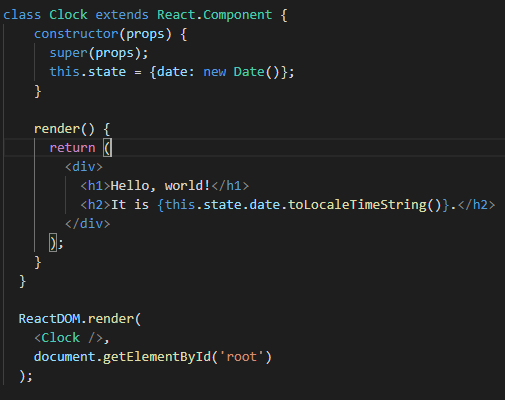 class Clock extends React.Component {
    constructor(props) {
      super(props);
      this.state = {date: new Date()};
    }

    render() {
      return (
        <div>
          <h1>Hello, world!</h1>
          <h2>It is {this.state.date.toLocaleTimeString()}.</h2>
        </div>
      );
    }
  }

  ReactDOM.render(
    <Clock />,
    document.getElementById('root')
  );